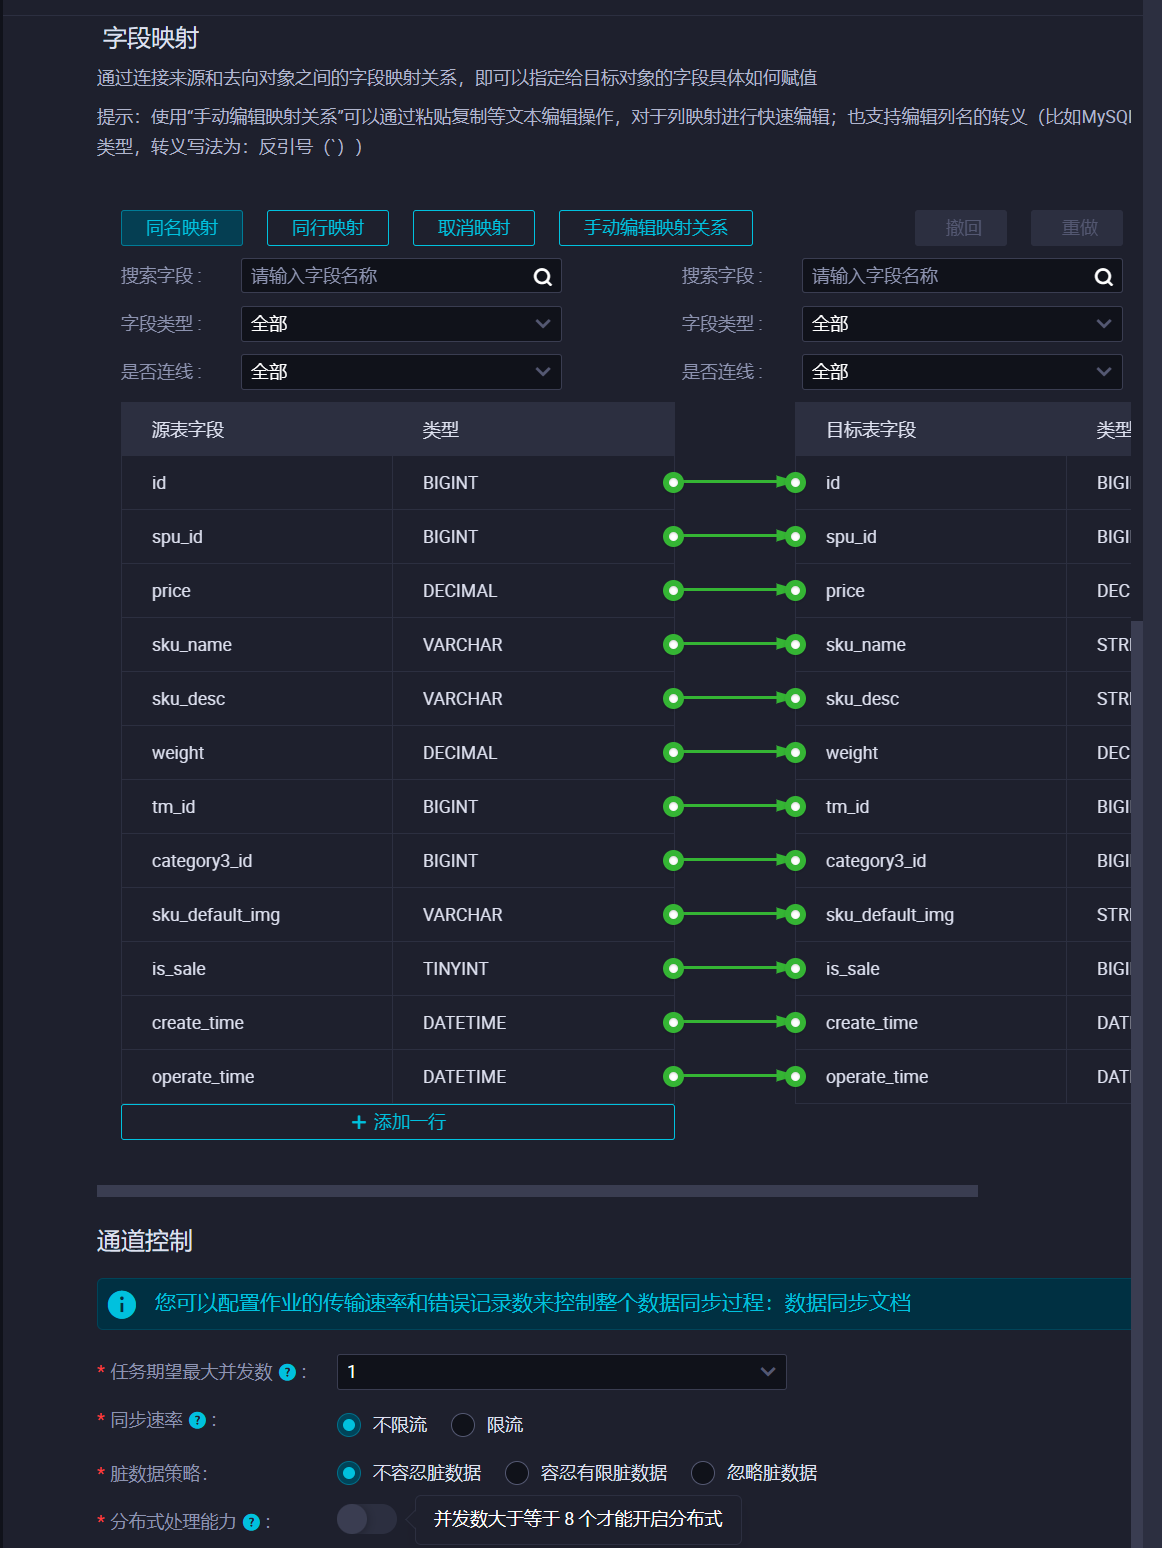 字段映射
通过连接来源和去向对象之间的字段映射关系，即可以指定给目标对象的字段具体如何赋值
提示：使用“手动编辑映射关系”可以通过粘贴复制等文本编辑操作，对于列映射进行快速编辑；也支持编辑列名的转义（比如MySQl
类型，转义写法为：反引号（`））
同名映射 同行映射 取消映射 手动编辑映射关系 撤回 重做
搜索字段： 请输入字段名称 搜索字段： 请输入字段名称
字段类型： 全部 字段类型： 全部
是否连线： 全部 是否连线： 全部
源表字段 类型 目标表字段 类型
id BIGINT id BIGI
spu_id BIGINT spu_id BIGI
price DECIMAL price DEC
sku_name VARCHAR sku_name STRI
sku_desc VARCHAR sku_desc STRI
weight DECIMAL weight DEC
tm_id BIGINT tm_id BIGI
category3_id BIGINT category3_id BIGI
sku_default_img VARCHAR sku_default_img STRI
is_sale TINYINT is_sale BIGI
create_time DATETIME create_time DATI
operate_time DATETIME operate_time DATI
+ 添加一行
通道控制
您可以配置作业的传输速率和错误记录数来控制整个数据同步过程：数据同步文档
* 任务期望最大并发数 ? : 1
* 同步速率 ? : 不限流 限流
* 脏数据策略: 不容忍脏数据 容忍有限脏数据 忽略脏数据
* 分布式处理能力 ? : 并发数大于等于 8 个才能开启分布式